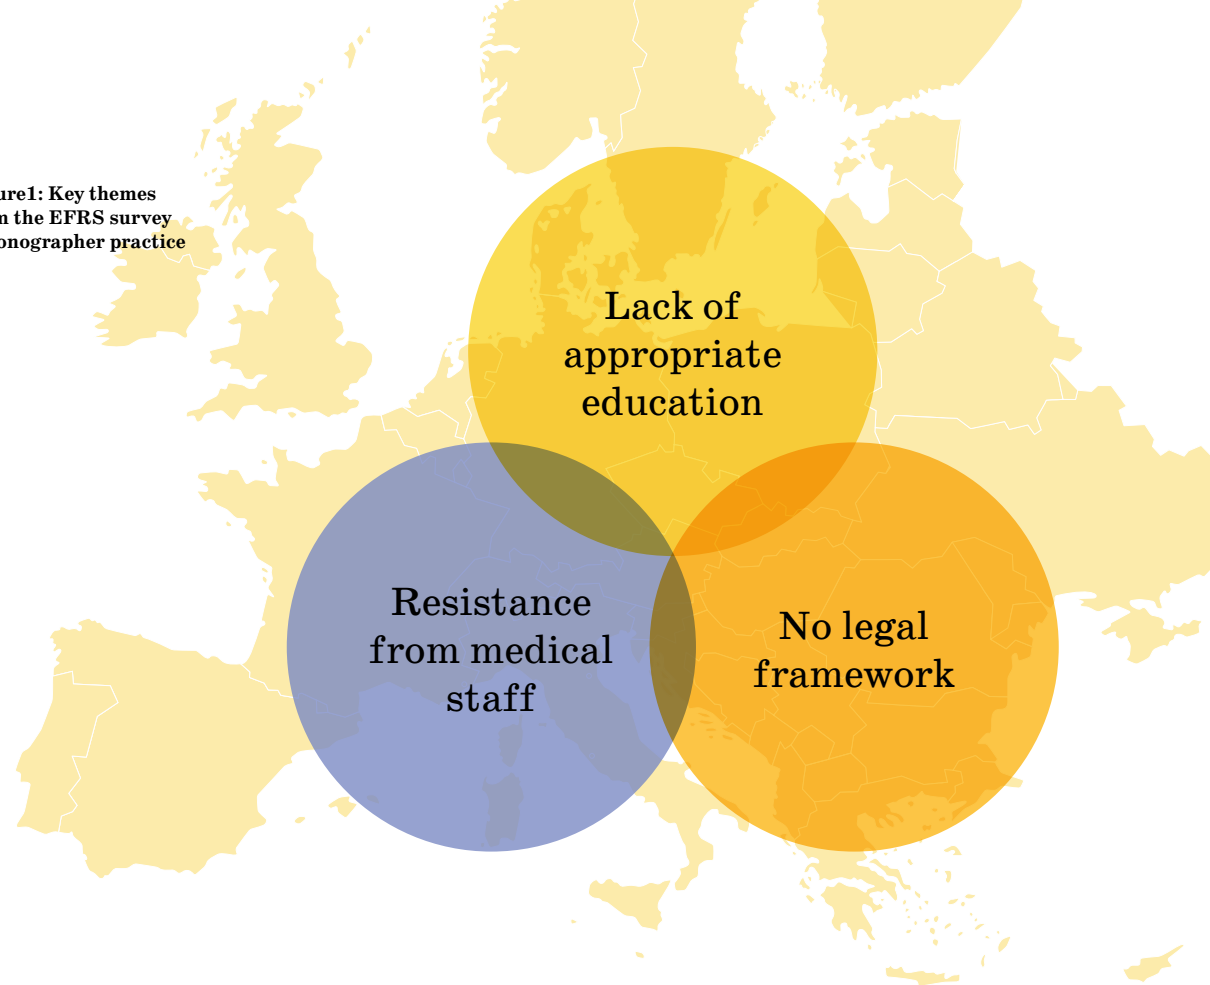 ure1: Key themes
the EFRS survey
onographer practice
Lack of
appropriate
education
Resistance
from medical
staff
No legal
framework